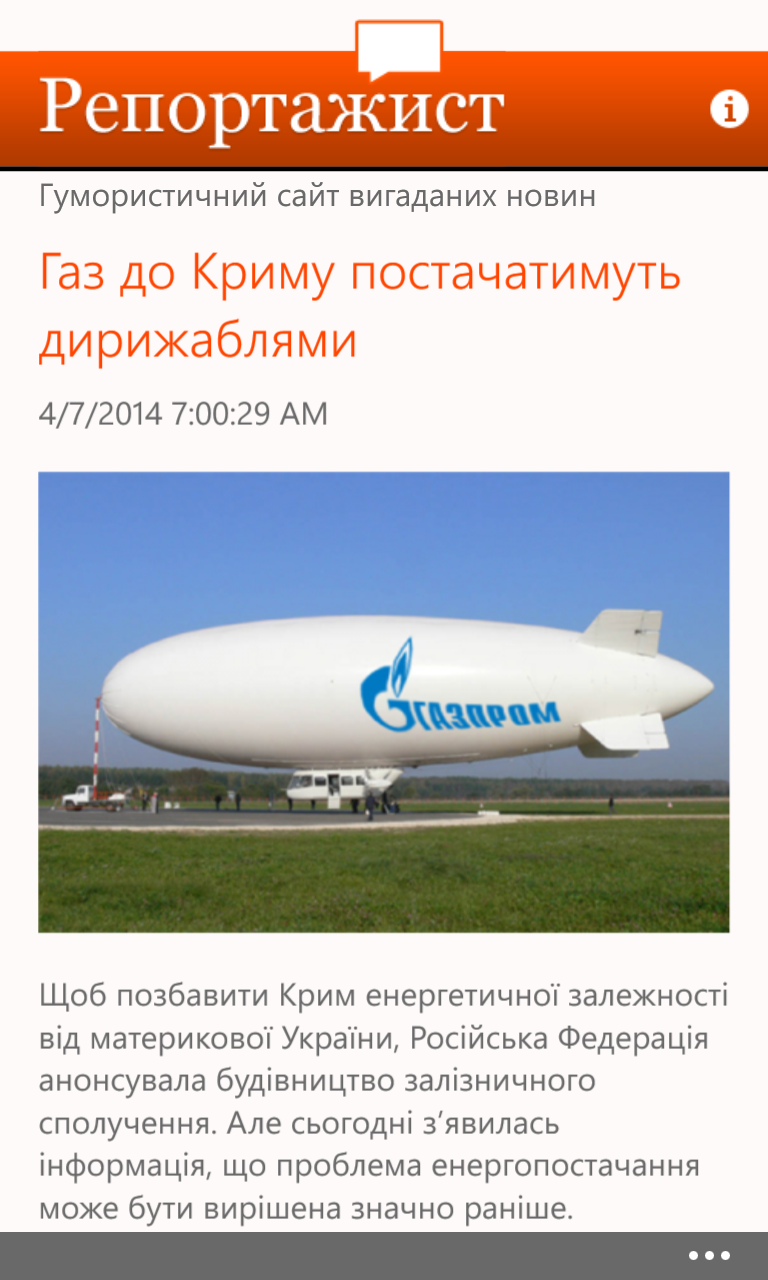 Репортажист
Гумористичний сайт вигаданих новин
Газ до Криму постачатимуть
дирижаблями
4/7/2014 7:00:29 AM
ГАЗПРОМ
Щоб позбавити Крим енергетичної залежності
від материкової України, Російська Федерація
анонсувала будівництво залізничного
сполучення. Але сьогодні з’явилась
інформація, що проблема енергопостачання
може бути вирішена значно раніше.